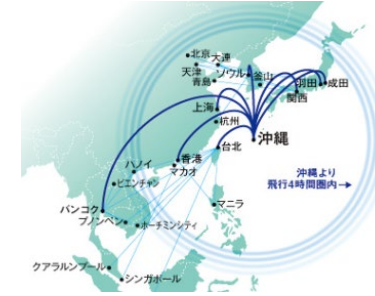 北京
大連
天津
ソウル
釜山
青島
羽田
成田
関西
上海
杭州
沖縄
台北
ハノイ
香港
マカオ
ビエンチャン
沖縄より
飛行4時間圏内→
バンコク
マニラ
プノンペン
ホーチミンシティ
クアラルンプール
シンガポール